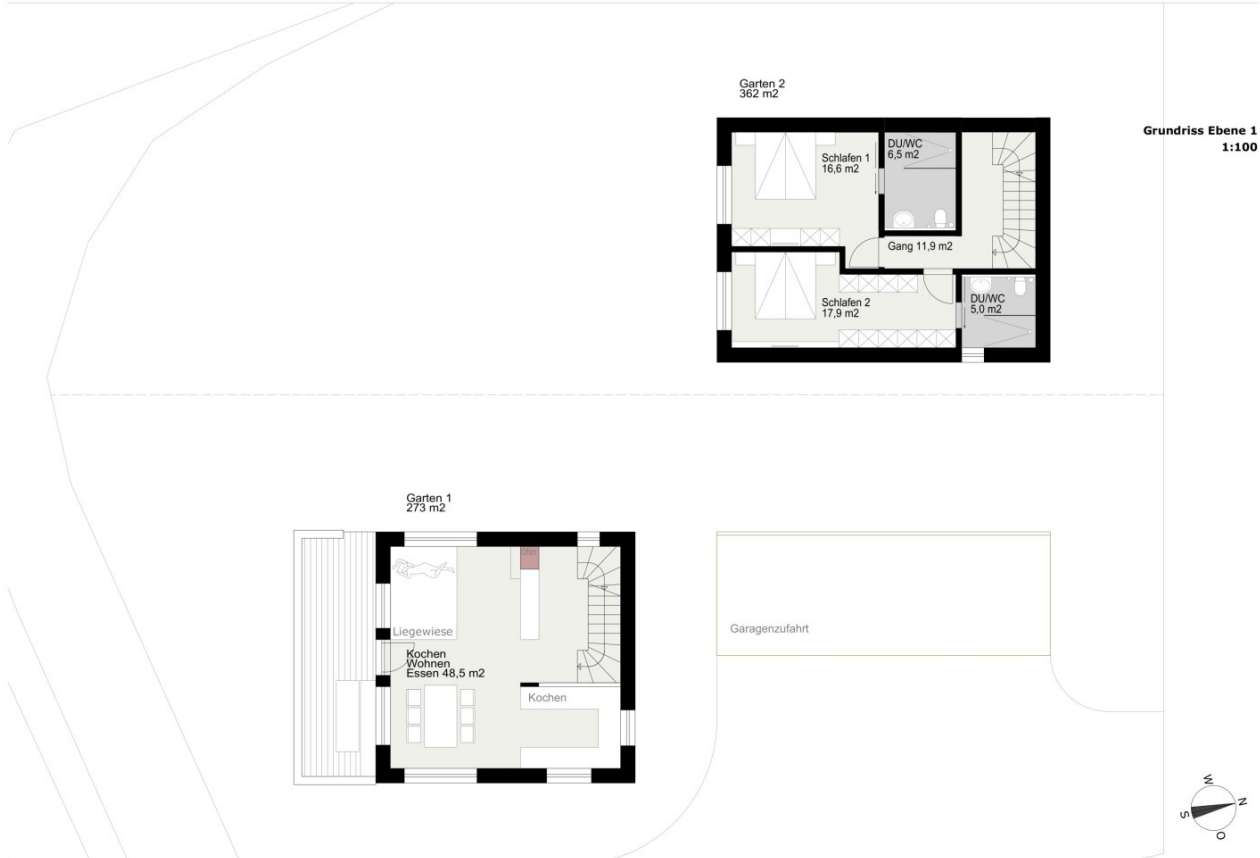 Garten 2
362 m2
Grundriss Ebene 1
1:100
DU/WC
6,5 m2
Schlafen 1
16,6 m2
Gang 11,9 m2
Schlafen 2
17,9 m2
DU/WC
5,0 m2
Garten 1
273 m2
Ofen
Liegewiese
Garagenzufahrt
Kochen
Wohnen
Essen 48,5 m2
Kochen
W
N
S
O